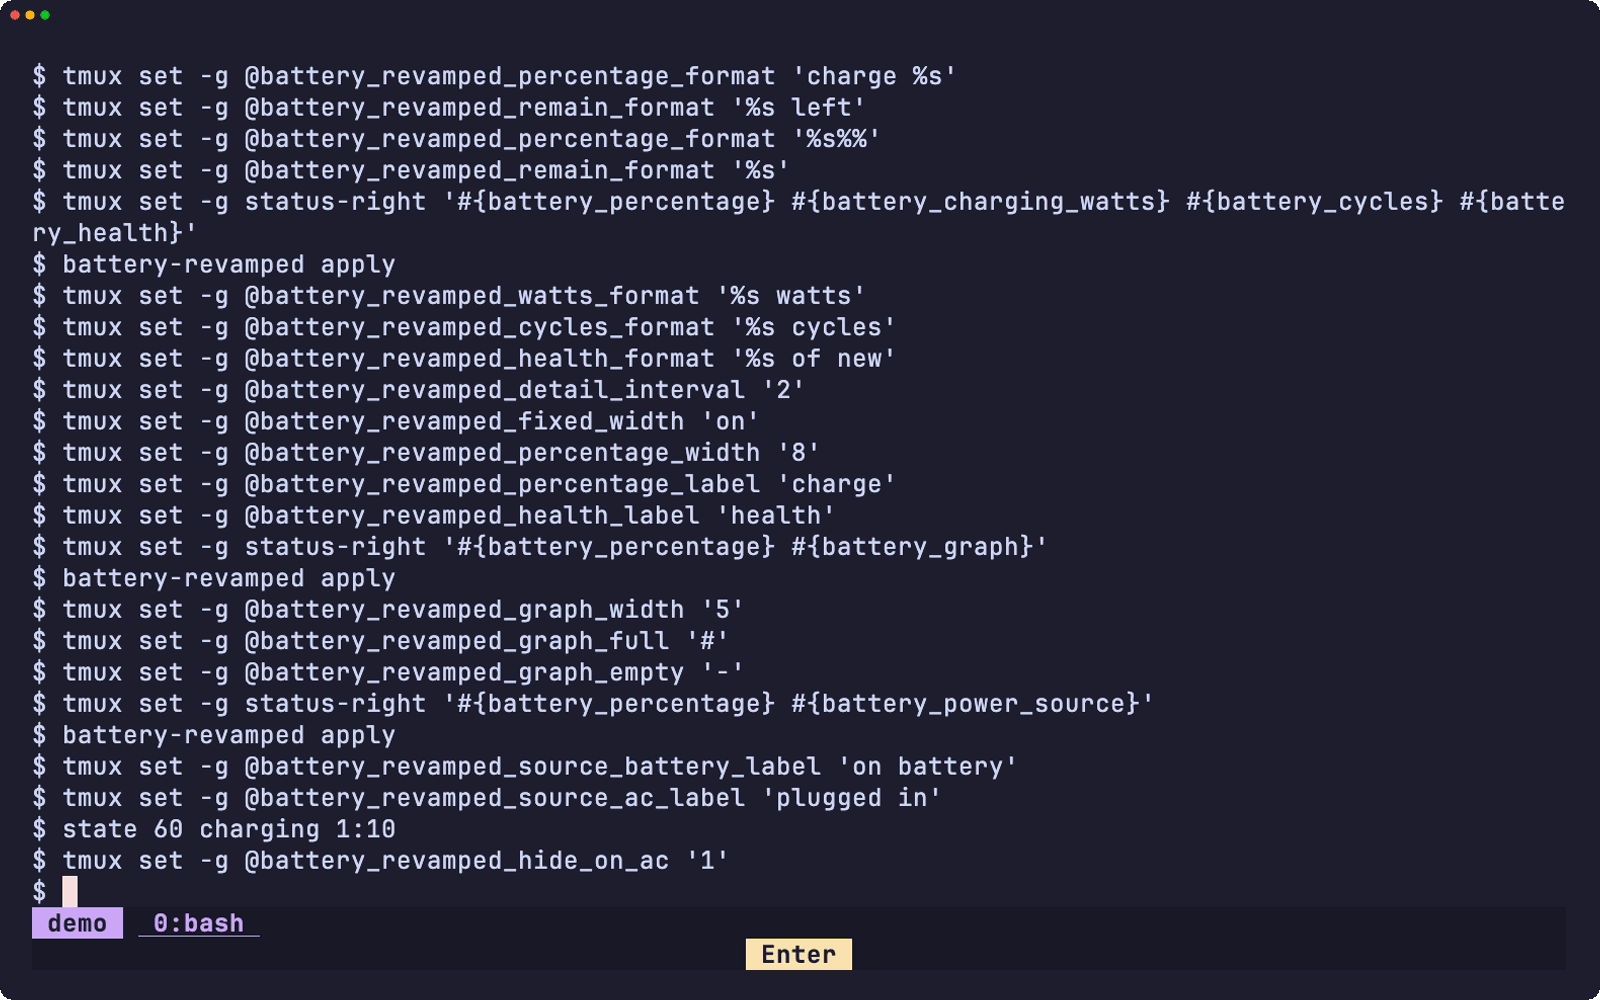 $ tmux set -g @battery_revamped_percentage_format 'charge %s'
$ tmux set -g @battery_revamped_remain_format '%s left'
$ tmux set -g @battery_revamped_percentage_format '%s%%'
$ tmux set -g @battery_revamped_remain_format '%s'
$ tmux set -g status-right '#{battery_percentage} #{battery_charging_watts} #{battery_cycles} #{batte
ry_health}'
$ battery-revamped apply
$ tmux set -g @battery_revamped_watts_format '%s watts'
$ tmux set -g @battery_revamped_cycles_format '%s cycles'
$ tmux set -g @battery_revamped_health_format '%s of new'
$ tmux set -g @battery_revamped_detail_interval '2'
$ tmux set -g @battery_revamped_fixed_width 'on'
$ tmux set -g @battery_revamped_percentage_width '8'
$ tmux set -g @battery_revamped_percentage_label 'charge'
$ tmux set -g @battery_revamped_health_label 'health'
$ tmux set -g status-right '#{battery_percentage} #{battery_graph}'
$ battery-revamped apply
$ tmux set -g @battery_revamped_graph_width '5'
$ tmux set -g @battery_revamped_graph_full '#'
$ tmux set -g @battery_revamped_graph_empty '-'
$ tmux set -g status-right '#{battery_percentage} #{battery_power_source}'
$ battery-revamped apply
$ tmux set -g @battery_revamped_source_battery_label 'on battery'
$ tmux set -g @battery_revamped_source_ac_label 'plugged in'
$ state 60 charging 1:10
$ tmux set -g @battery_revamped_hide_on_ac '1'
$
demo 0:bash
Enter